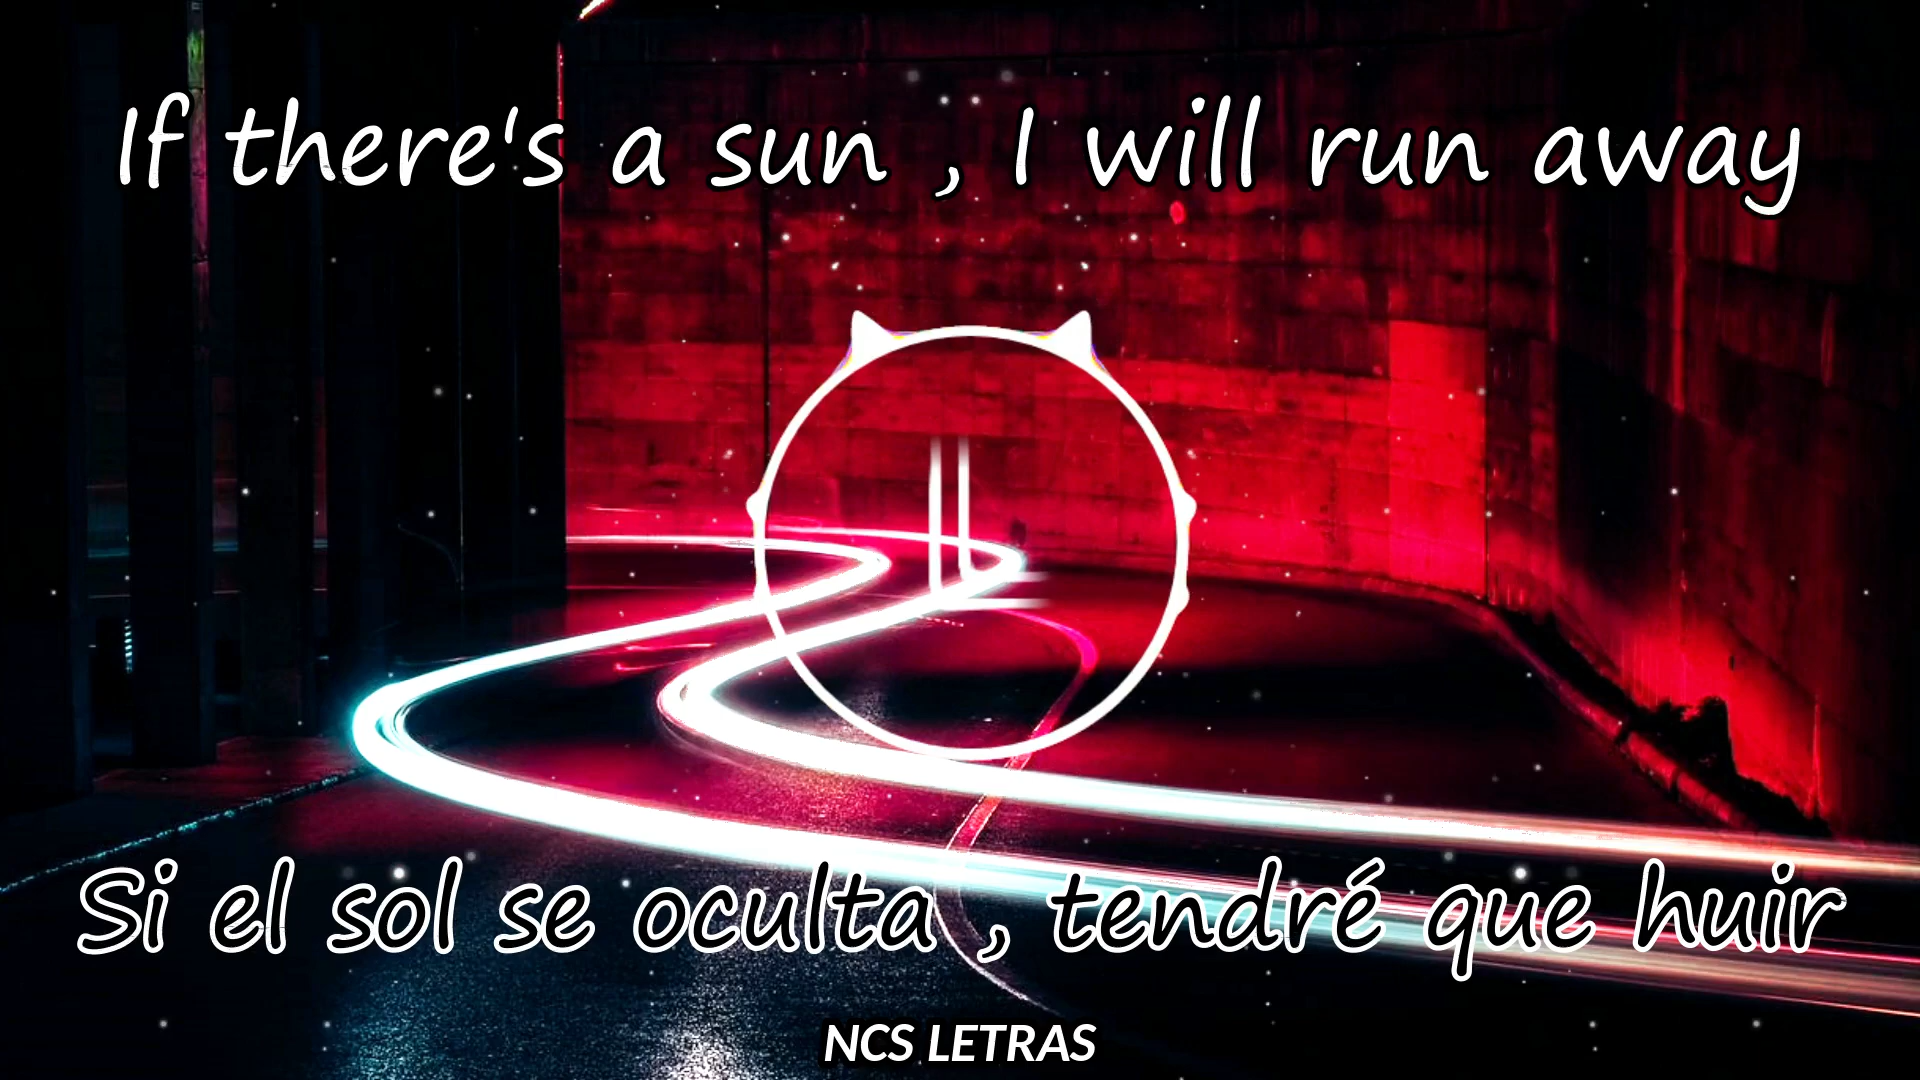 If there's a sun , I will run away
Si el sol se oculta , tendré que huir
NCS LETRAS